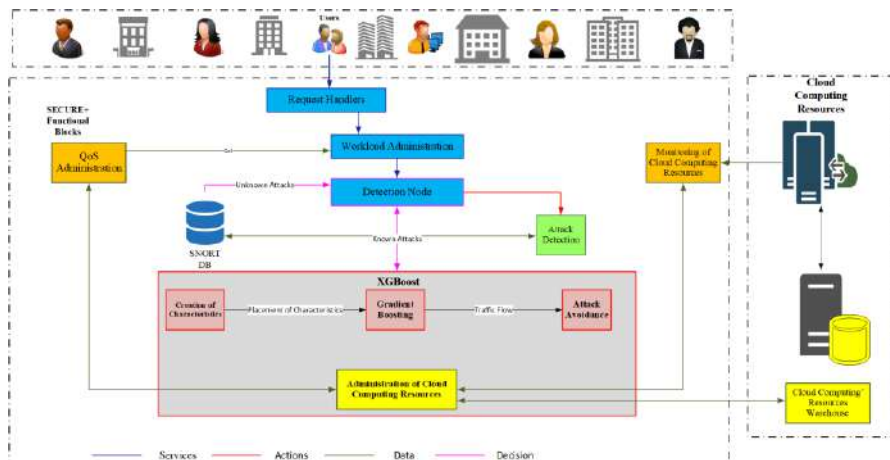 Users
Cloud
Computing
Resources
Request Handlers
SECURE+
Functional
Blocks
QoS
Administration
Workload Administration
Monitoring of
Cloud Computing
Resources
Unknown Attacks
Detection Node
SNORT
DB
Known Attacks
Attack
Detection
XGBoost
Creation of
Characteristics
Placement of Characteristics
Gradient
Boosting
Traffic Flow
Attack
Avoidance
Administration of Cloud
Computing Resources
Cloud Computing'
Resources
Warehouse
Services
Actions
Data
Decision